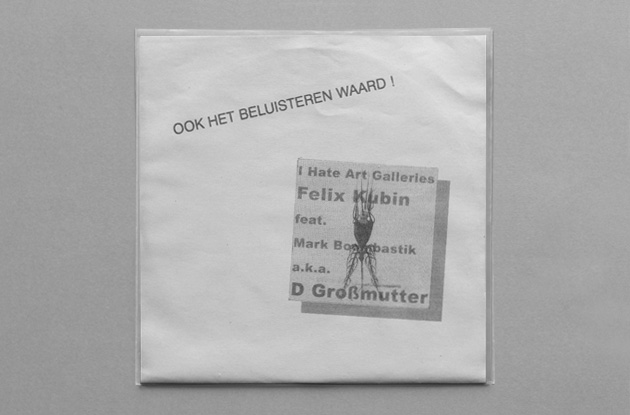 OOK HET BELUISTEREN WAARD !
I Hate Art Galleries
Felix Kubin
feat.
Mark Boombastik
a.k.a.
D Großmutter